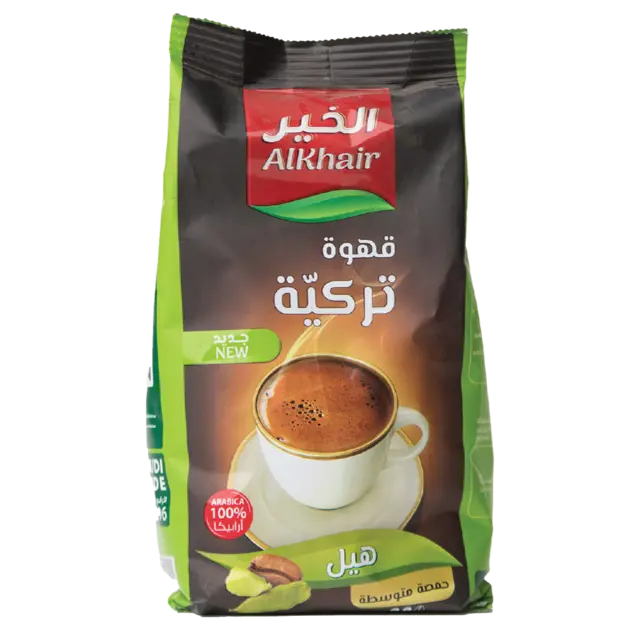 الخير
AlKhair
قهوة
تركيّة
جديد
NEW
ARABICA
100%
أرابيكا
هيل
حمصة متوسطة